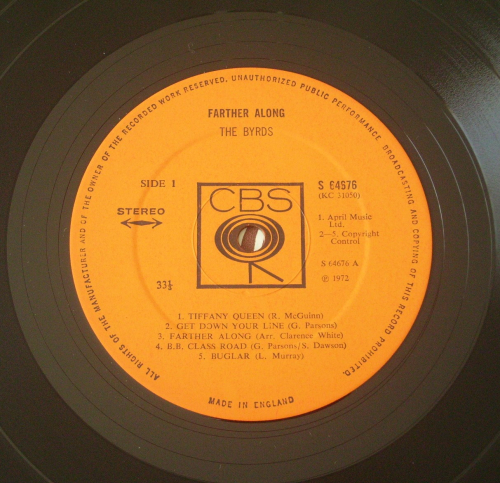 ALL RIGHTS OF THE MANUFACTURER AND OF THE OWNER OF THE RECORDED WORK RESERVED. UNAUTHORIZED PUBLIC PERFORMANCE BROADCASTING AND COPYING OF THIS RECORD PROHIBITED.
FARTHER ALONG
THE BYRDS
SIDE 1
S 64676
(KC 31050)
CBS
STEREO
1. April Music
Ltd.
2—5. Copyright
Control
S 64676 A
33⅓
℗ 1972
1. TIFFANY QUEEN (R. McGuinn)
2. GET DOWN YOUR LINE (G. Parsons)
3. FARTHER ALONG (Arr. Clarence White)
4. B.B. CLASS ROAD (G. Parsons/S. Dawson)
5. BUGLAR (L. Murray)
MADE IN ENGLAND